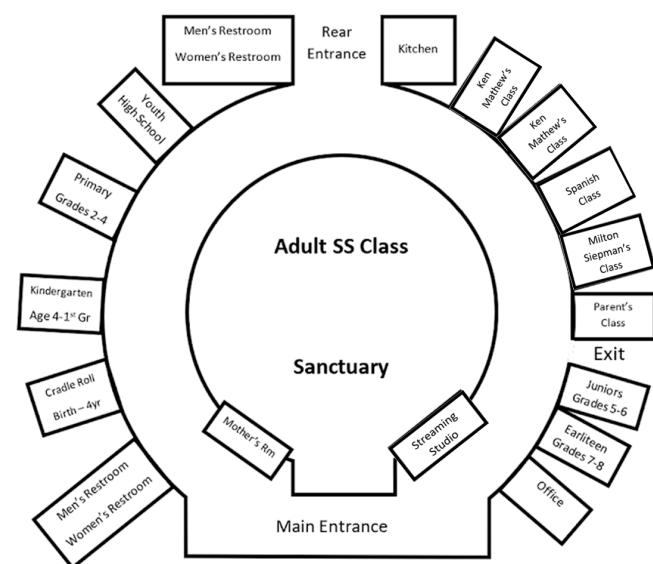 Men's Restroom
Women's Restroom
Rear
Entrance
Kitchen
Ken
Mathew's
Class
Ken
Mathew's
Class
Spanish
Class
Milton
Siepman's
Class
Parent's
Class
Exit
Juniors
Grades 5-6
Earliteen
Grades 7-8
Office
Youth
High School
Primary
Grades 2-4
Kindergarten
Age 4-1st Gr
Cradle Roll
Birth – 4yr
Men's Restroom
Women's Restroom
Adult SS Class
Sanctuary
Mother's Rm
Streaming
Studio
Main Entrance